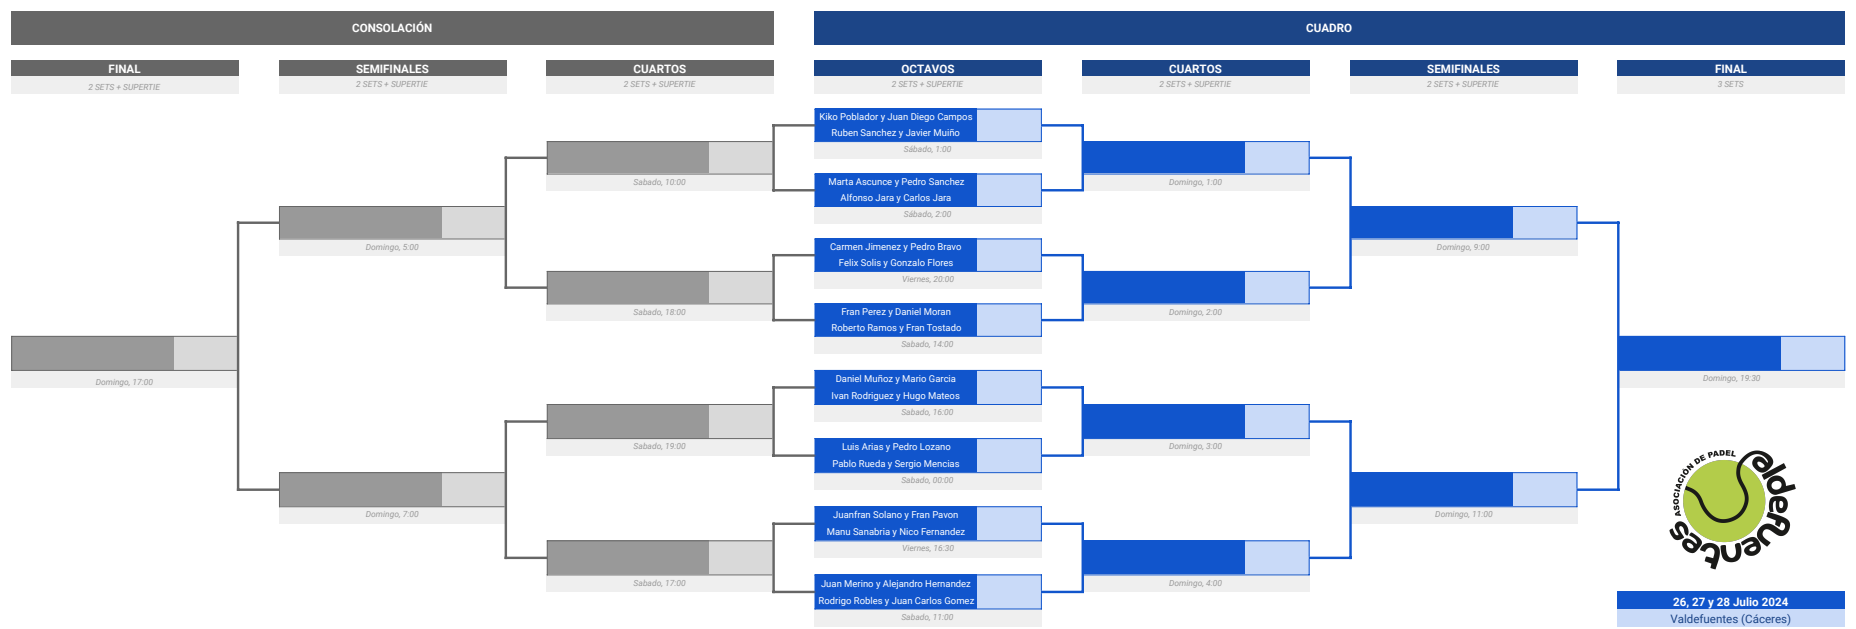 CONSOLACIÓN
CUADRO
FINAL
SEMIFINALES
CUARTOS
OCTAVOS
CUARTOS
SEMIFINALES
FINAL
2 SETS + SUPERTIE
2 SETS + SUPERTIE
2 SETS + SUPERTIE
2 SETS + SUPERTIE
2 SETS + SUPERTIE
2 SETS + SUPERTIE
3 SETS
Domingo, 17:00
Domingo, 5:00
Domingo, 7:00
Sabado, 10:00
Sabado, 18:00
Sabado, 19:00
Sabado, 17:00
Kiko Poblador y Juan Diego Campos
Ruben Sanchez y Javier Muiño
Sábado, 1:00
Marta Ascunce y Pedro Sanchez
Alfonso Jara y Carlos Jara
Sábado, 2:00
Carmen Jimenez y Pedro Bravo
Felix Solis y Gonzalo Flores
Viernes, 20:00
Fran Perez y Daniel Moran
Roberto Ramos y Fran Tostado
Sabado, 14:00
Daniel Muñoz y Mario Garcia
Ivan Rodriguez y Hugo Mateos
Sabado, 16:00
Luis Arias y Pedro Lozano
Pablo Rueda y Sergio Mencias
Sabado, 00:00
Juanfran Solano y Fran Pavon
Manu Sanabria y Nico Fernandez
Viernes, 16:30
Juan Merino y Alejandro Hernandez
Rodrigo Robles y Juan Carlos Gomez
Sabado, 11:00
Domingo, 1:00
Domingo, 2:00
Domingo, 3:00
Domingo, 4:00
Domingo, 9:00
Domingo, 11:00
Domingo, 19:30
ASOCIACIÓN DE PADEL
Valdefuentes
26, 27 y 28 Julio 2024
Valdefuentes (Cáceres)